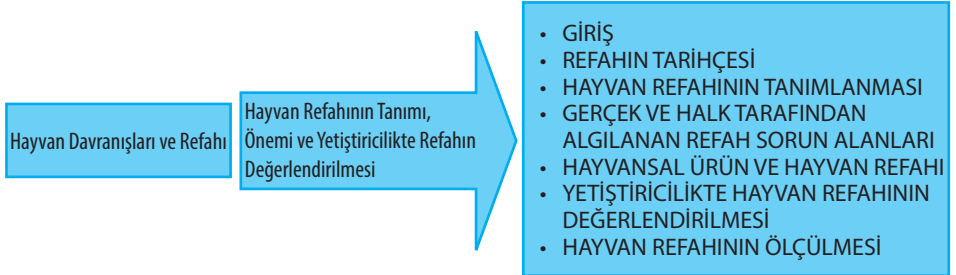 Hayvan Davranışları ve Refahı
Hayvan Refahının Tanımı,
Önemi ve Yetiştiricilikte Refahın
Değerlendirilmesi
• GİRİŞ
• REFAHIN TARİHÇESİ
• HAYVAN REFAHININ TANIMLANMASI
• GERÇEK VE HALK TARAFINDAN
ALGILANAN REFAH SORUN ALANLARI
• HAYVANSAL ÜRÜN VE HAYVAN REFAHI
• YETİŞTİRİCİLİKTE HAYVAN REFAHININ
DEĞERLENDİRİLMESİ
• HAYVAN REFAHININ ÖLÇÜLMESİ